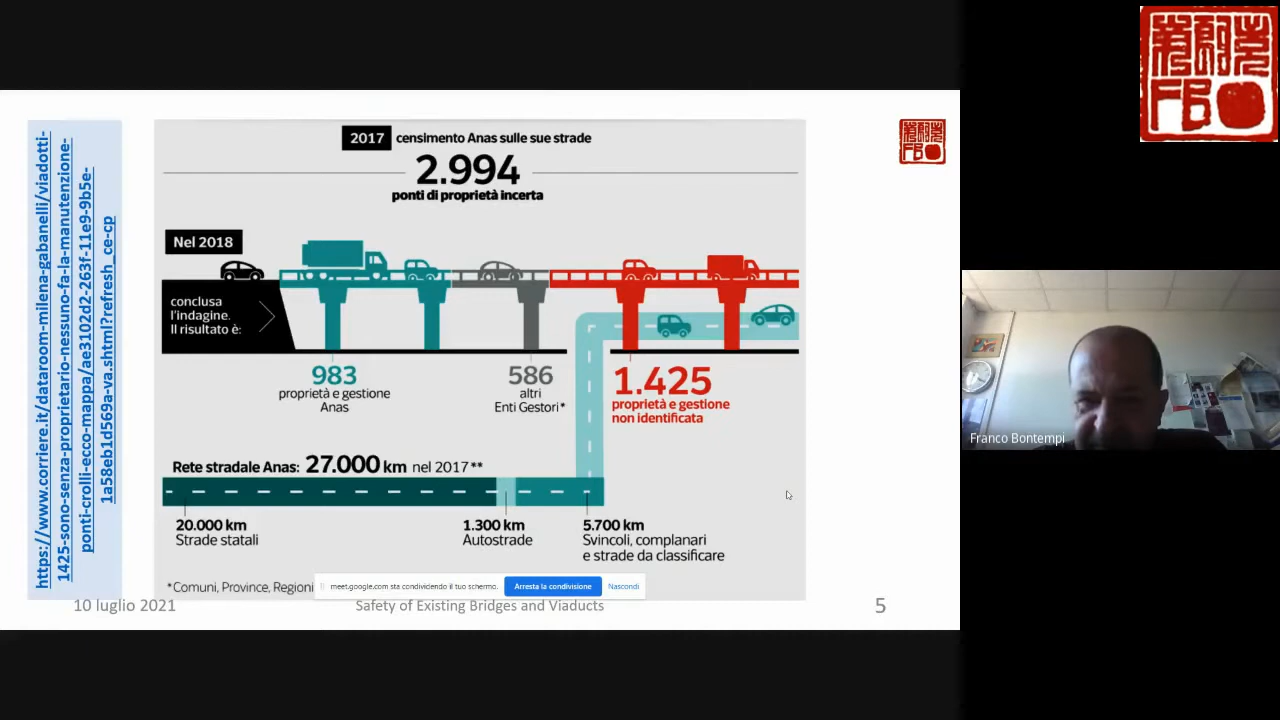 https://www.corriere.it/dataroom-milena-gabanelli/viadotti-
1425-sono-senza-proprietario-nessuno-fa-la-manutenzione-
ponti-crolli-ecco-mappa/ae3102d2-263f-11e9-9b5e-
1a58eb1d569a-va.shtml?refresh_ce-cp
2017 censimento Anas sulle sue strade
2.994
ponti di proprietà incerta
Nel 2018
conclusa
l'indagine.
Il risultato è:
983
proprietà e gestione
Anas
586
altri
Enti Gestori*
1.425
proprietà e gestione
non identificata
Rete stradale Anas: 27.000 km nel 2017**
20.000 km
Strade statali
1.300 km
Autostrade
5.700 km
Svincoli, complanari
e strade da classificare
*Comuni, Province, Regioni
meet.google.com sta condividendo il tuo schermo.
Arresta la condivisione
Nascondi
10 luglio 2021
Safety of Existing Bridges and Viaducts
5
FB
Franco Bontempi
FB